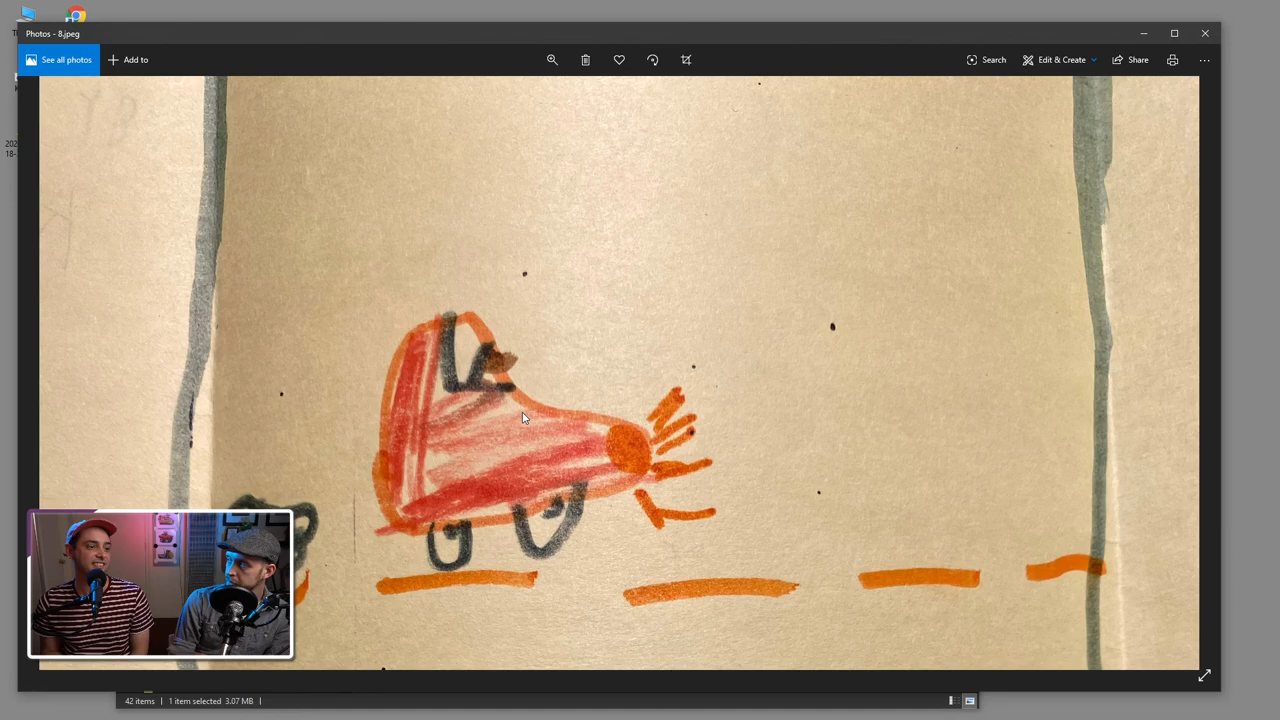 Photos - 8.jpeg
See all photos
Add to
Search
Edit & Create
Share
42 items
1 item selected 3.07 MB